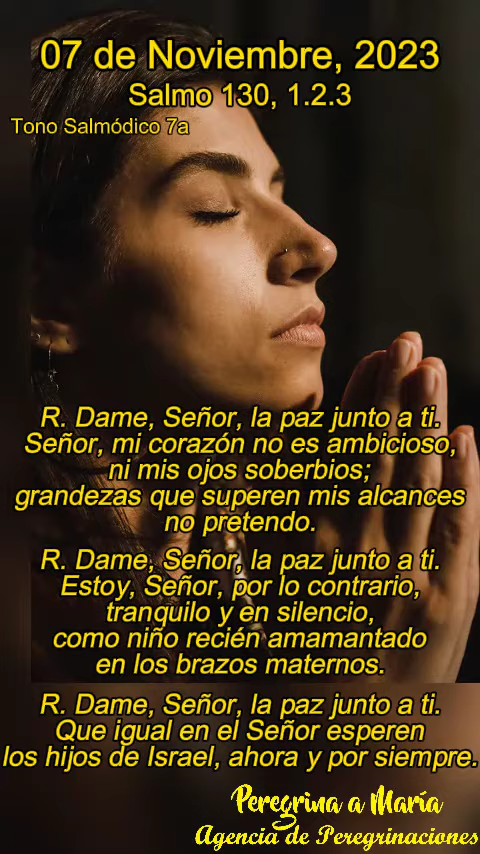 07 de Noviembre, 2023
Salmo 130, 1.2.3
Tono Salmódico 7a
R. Dame, Señor, la paz junto a ti.
Señor, mi corazón no es ambicioso,
ni mis ojos soberbios;
grandezas que superen mis alcances
no pretendo.
R. Dame, Señor, la paz junto a ti.
Estoy, Señor, por lo contrario,
tranquilo y en silencio,
como niño recién amamantado
en los brazos maternos.
R. Dame, Señor, la paz junto a ti.
Que igual en el Señor esperen
los hijos de Israel, ahora y por siempre.
Peregrina a María
Agencia de Peregrinaciones